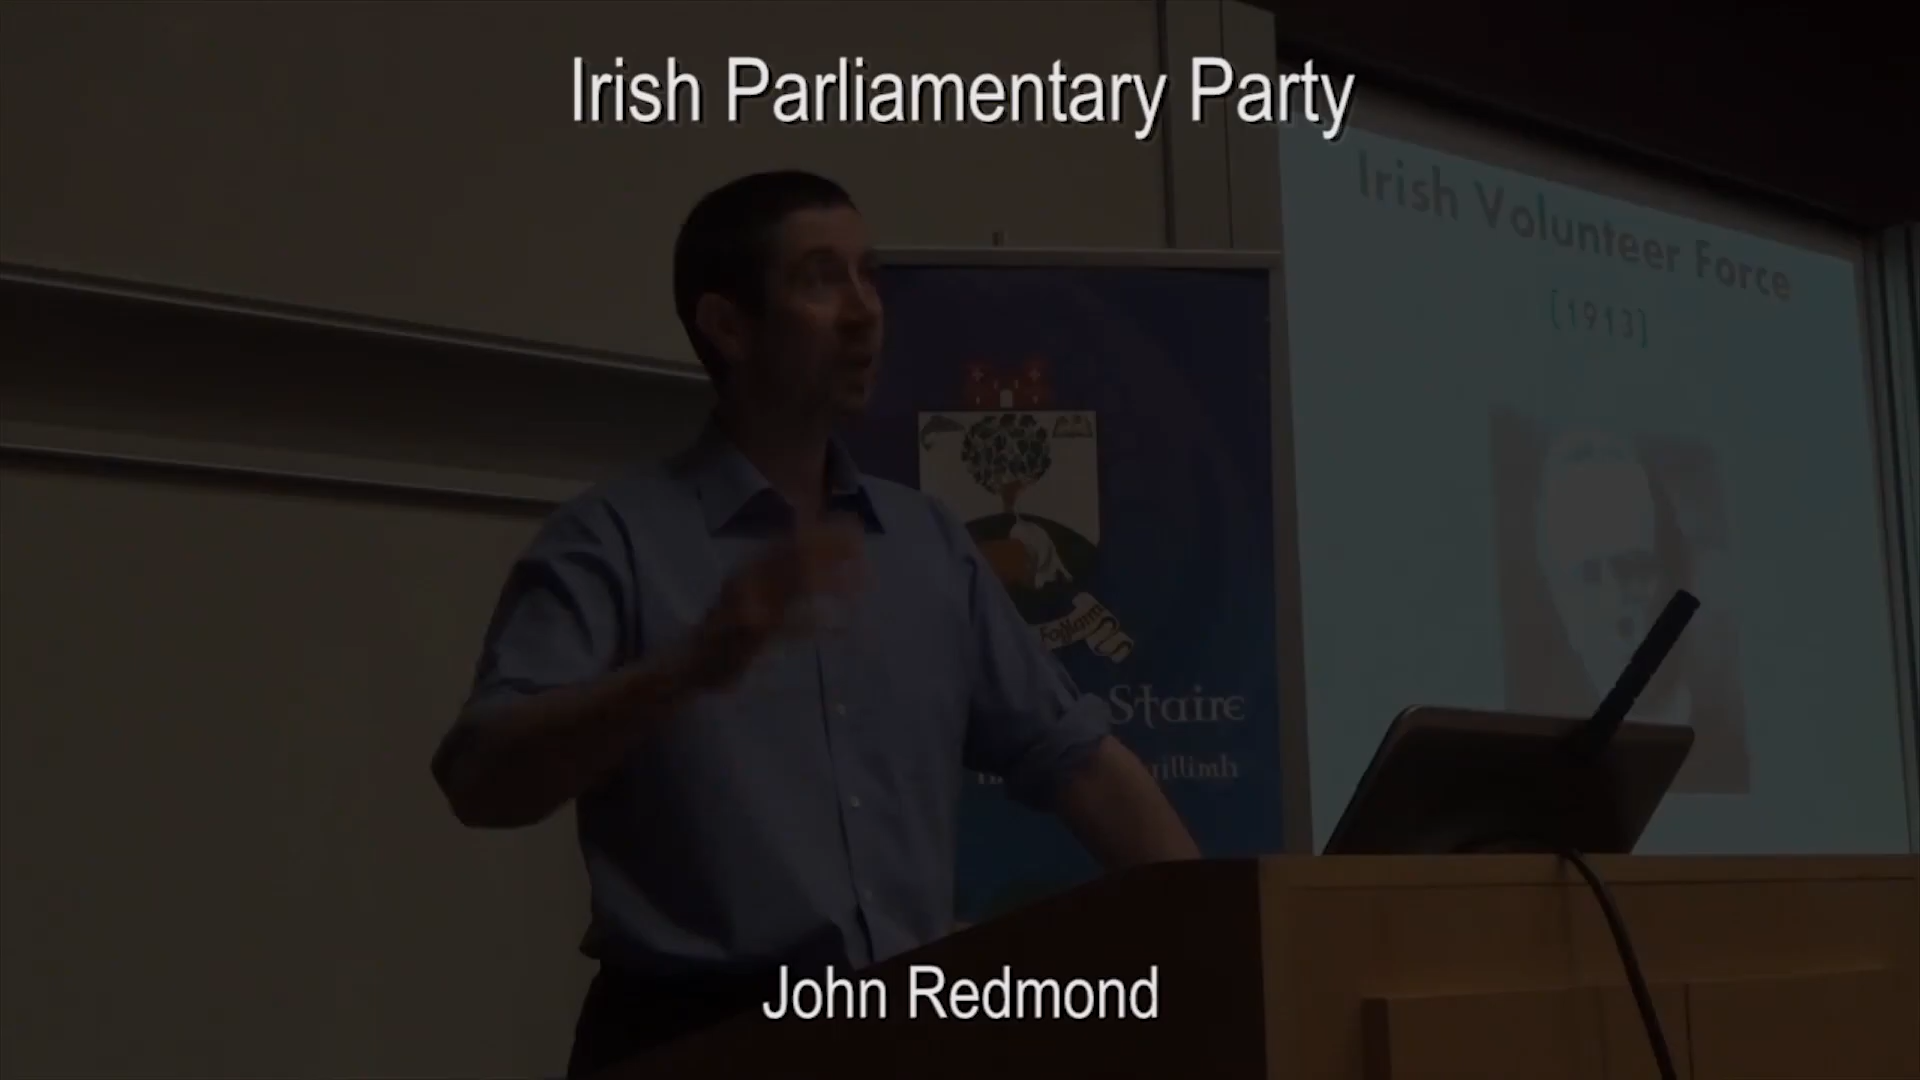 Irish Parliamentary Party
Irish Volunteer Force
[1913]
Staire
John Redmond